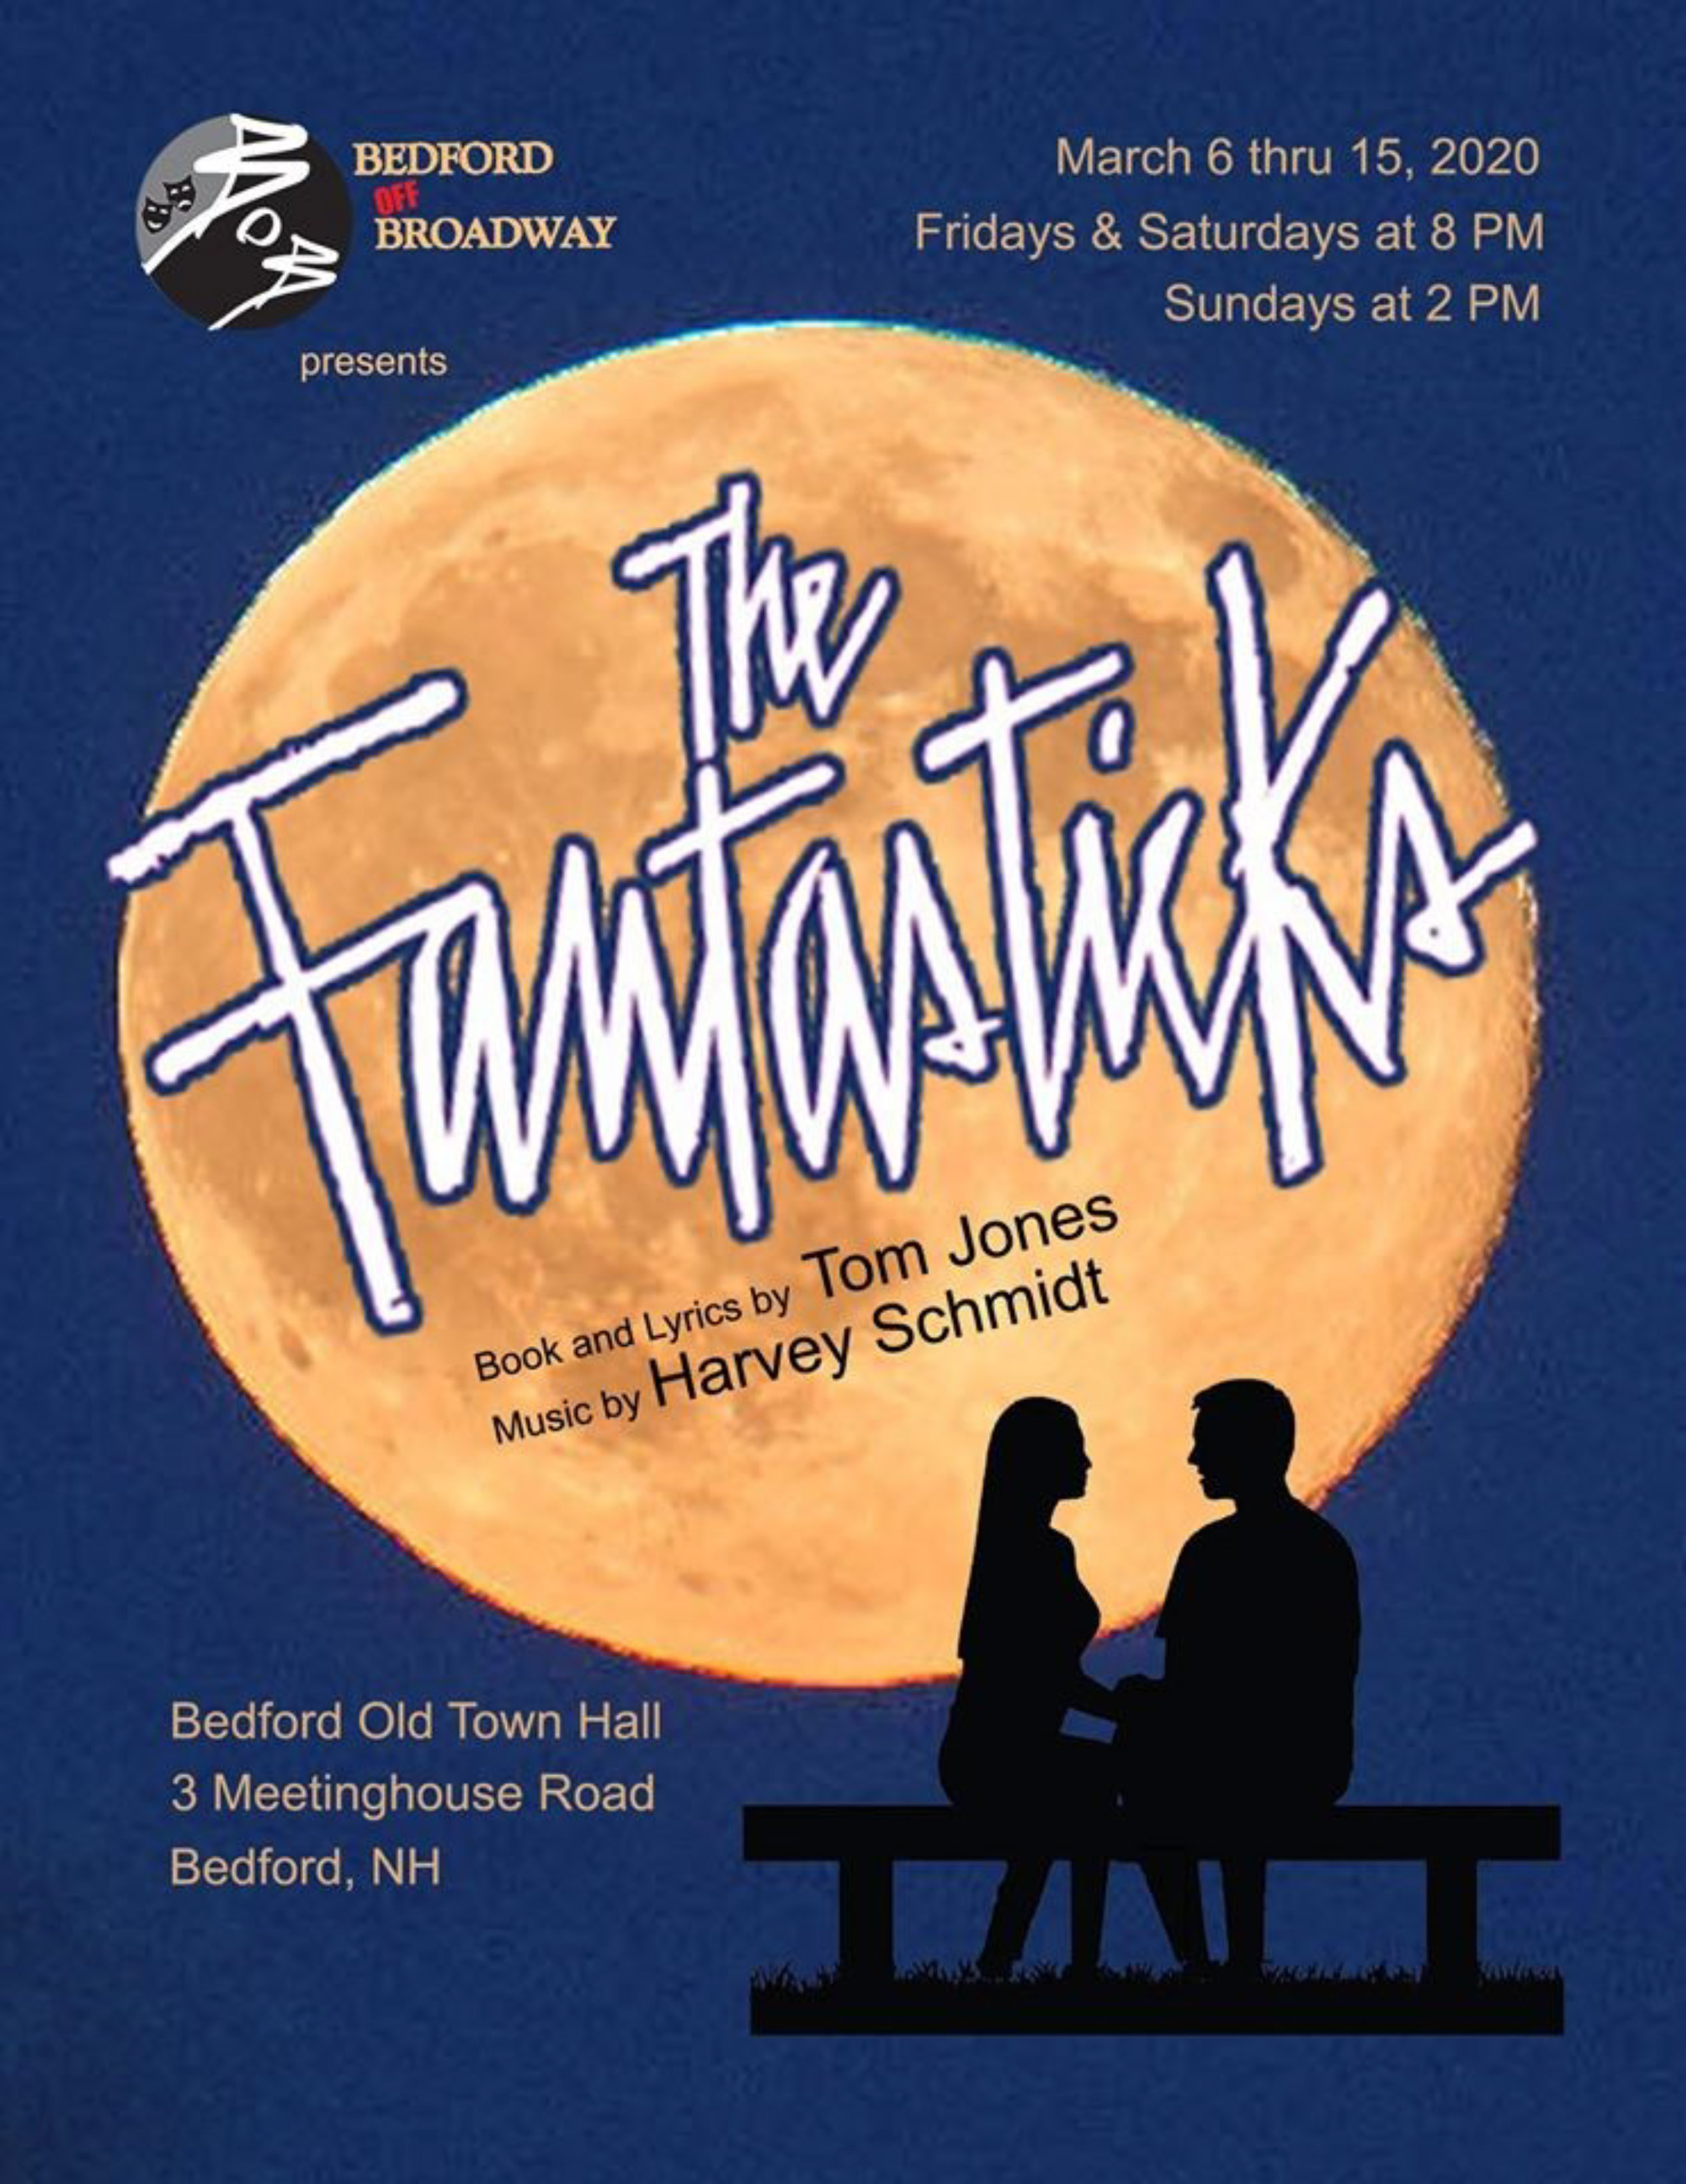 BOB
BEDFORD
OFF
BROADWAY
presents
March 6 thru 15, 2020
Fridays & Saturdays at 8 PM
Sundays at 2 PM
The
Fantasticks
Book and Lyrics by Tom Jones
Music by Harvey Schmidt
Bedford Old Town Hall
3 Meetinghouse Road
Bedford, NH